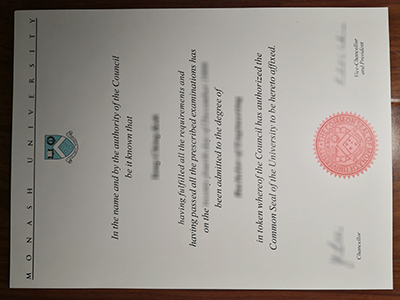 MONASH UNIVERSITY
In the name and by the authority of the Council
be it known that
having fulfilled all the requirements and
having passed all the prescribed examinations has
on the
been admitted to the degree of
in token whereof the Council has authorized the
Common Seal of the University to be hereto affixed.
Chancellor
Vice-Chancellor
and President